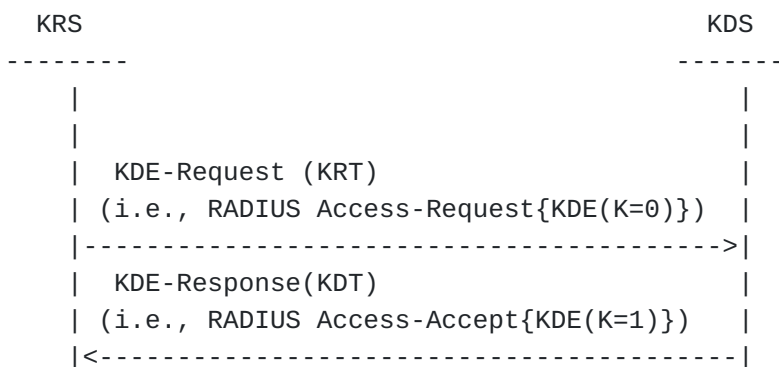 KRS KDS
-------- -------
| |
| |
| KDE-Request (KRT) |
| (i.e., RADIUS Access-Request{KDE(K=0)}) |
|----------------------------------------->|
| KDE-Response(KDT) |
| (i.e., RADIUS Access-Accept{KDE(K=1)}) |
|<-----------------------------------------|